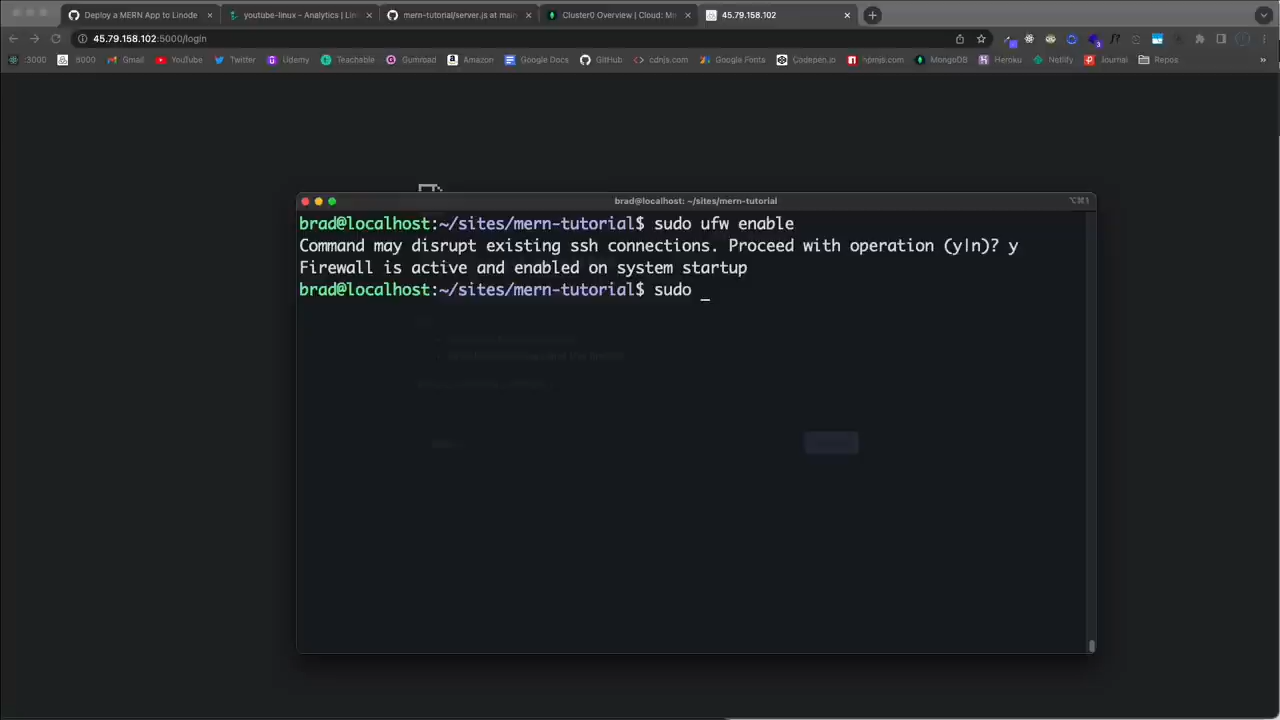 Deploy a MERN App to Linode
youtube-linux – Analytics | Lin
mern-tutorial/server.js at main
Cluster0 Overview | Cloud: Mo
45.79.158.102
45.79.158.102:5000/login
:3000
:5000
Gmail
YouTube
Twitter
Udemy
Teachable
Gumroad
Amazon
Google Docs
GitHub
cdnjs.com
Google Fonts
Codepen.io
npmjs.com
MongoDB
Heroku
Netlify
Journal
Repos
»
brad@localhost: ~/sites/mern-tutorial
⌥⌘1
brad@localhost:~/sites/mern-tutorial$ sudo ufw enable
Command may disrupt existing ssh connections. Proceed with operation (y|n)? y
Firewall is active and enabled on system startup
brad@localhost:~/sites/mern-tutorial$ sudo _